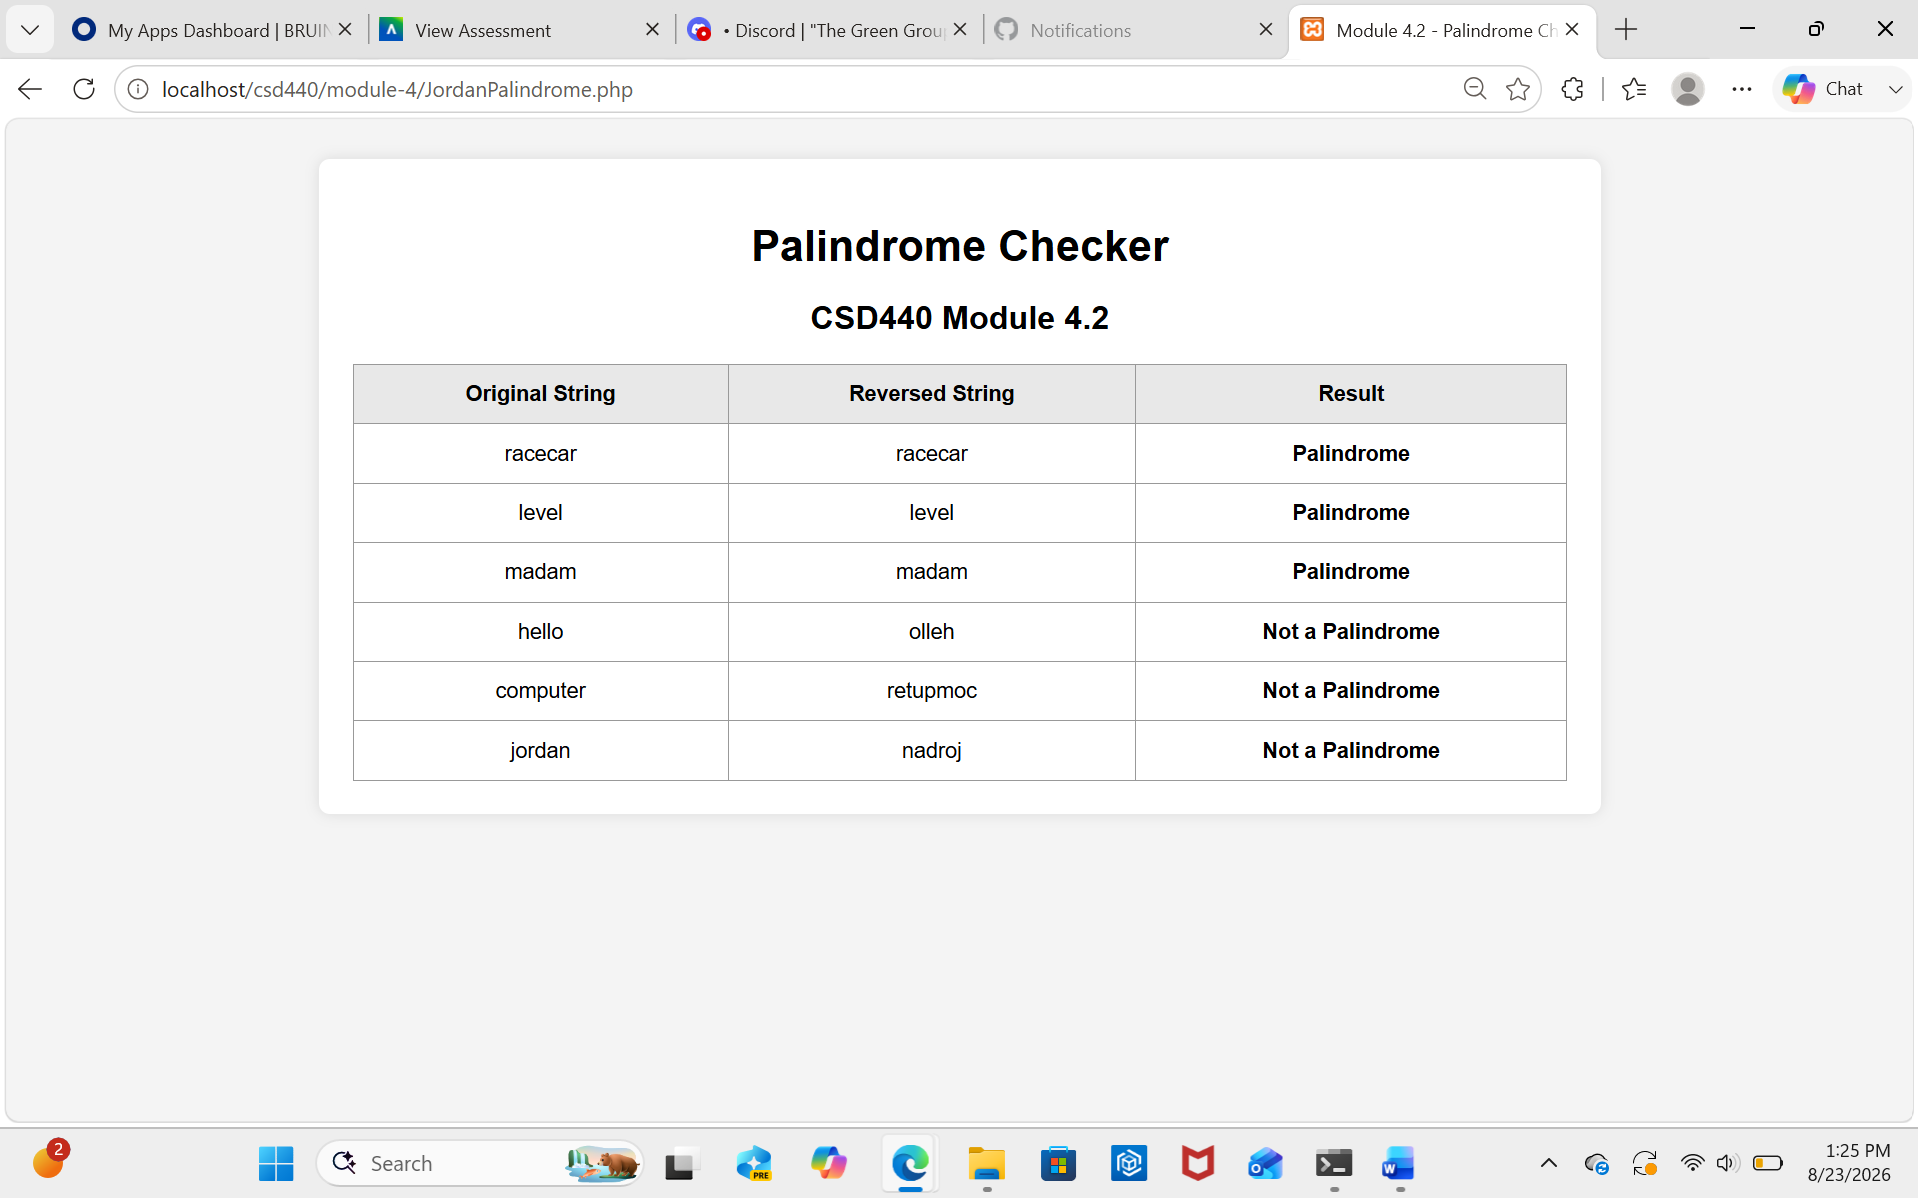 My Apps Dashboard | BRUIN
View Assessment
• Discord | "The Green Grou
Notifications
Module 4.2 - Palindrome Ch
localhost/csd440/module-4/JordanPalindrome.php
Chat
Palindrome Checker
CSD440 Module 4.2
Original String Reversed String Result
racecar racecar Palindrome
level level Palindrome
madam madam Palindrome
hello olleh Not a Palindrome
computer retupmoc Not a Palindrome
jordan nadroj Not a Palindrome
2
Search
PRE
1:25 PM
8/23/2026